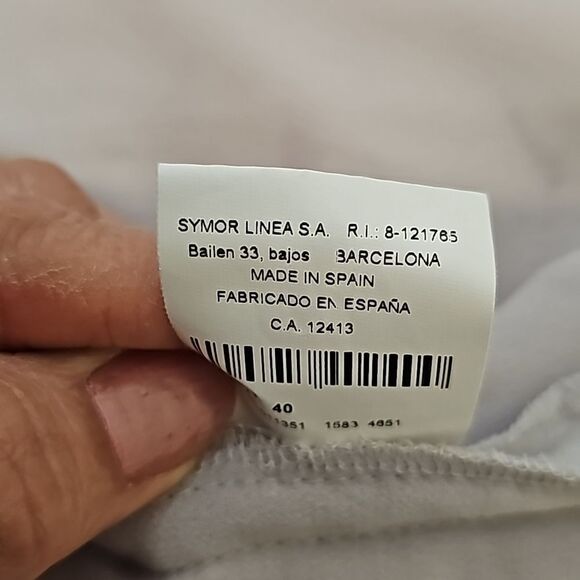 SYMOR LINEA S.A. R.I.: 8-121765
Bailen 33, bajos BARCELONA
MADE IN SPAIN
FABRICADO EN ESPAÑA
C.A. 12413
40
1583 4651